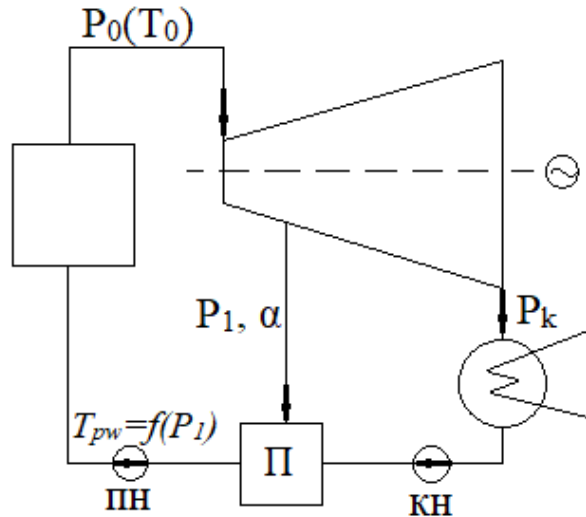 P₀(T₀)
P₁, α
Pₖ
Tₚw=f(P₁)
П
пн
кн